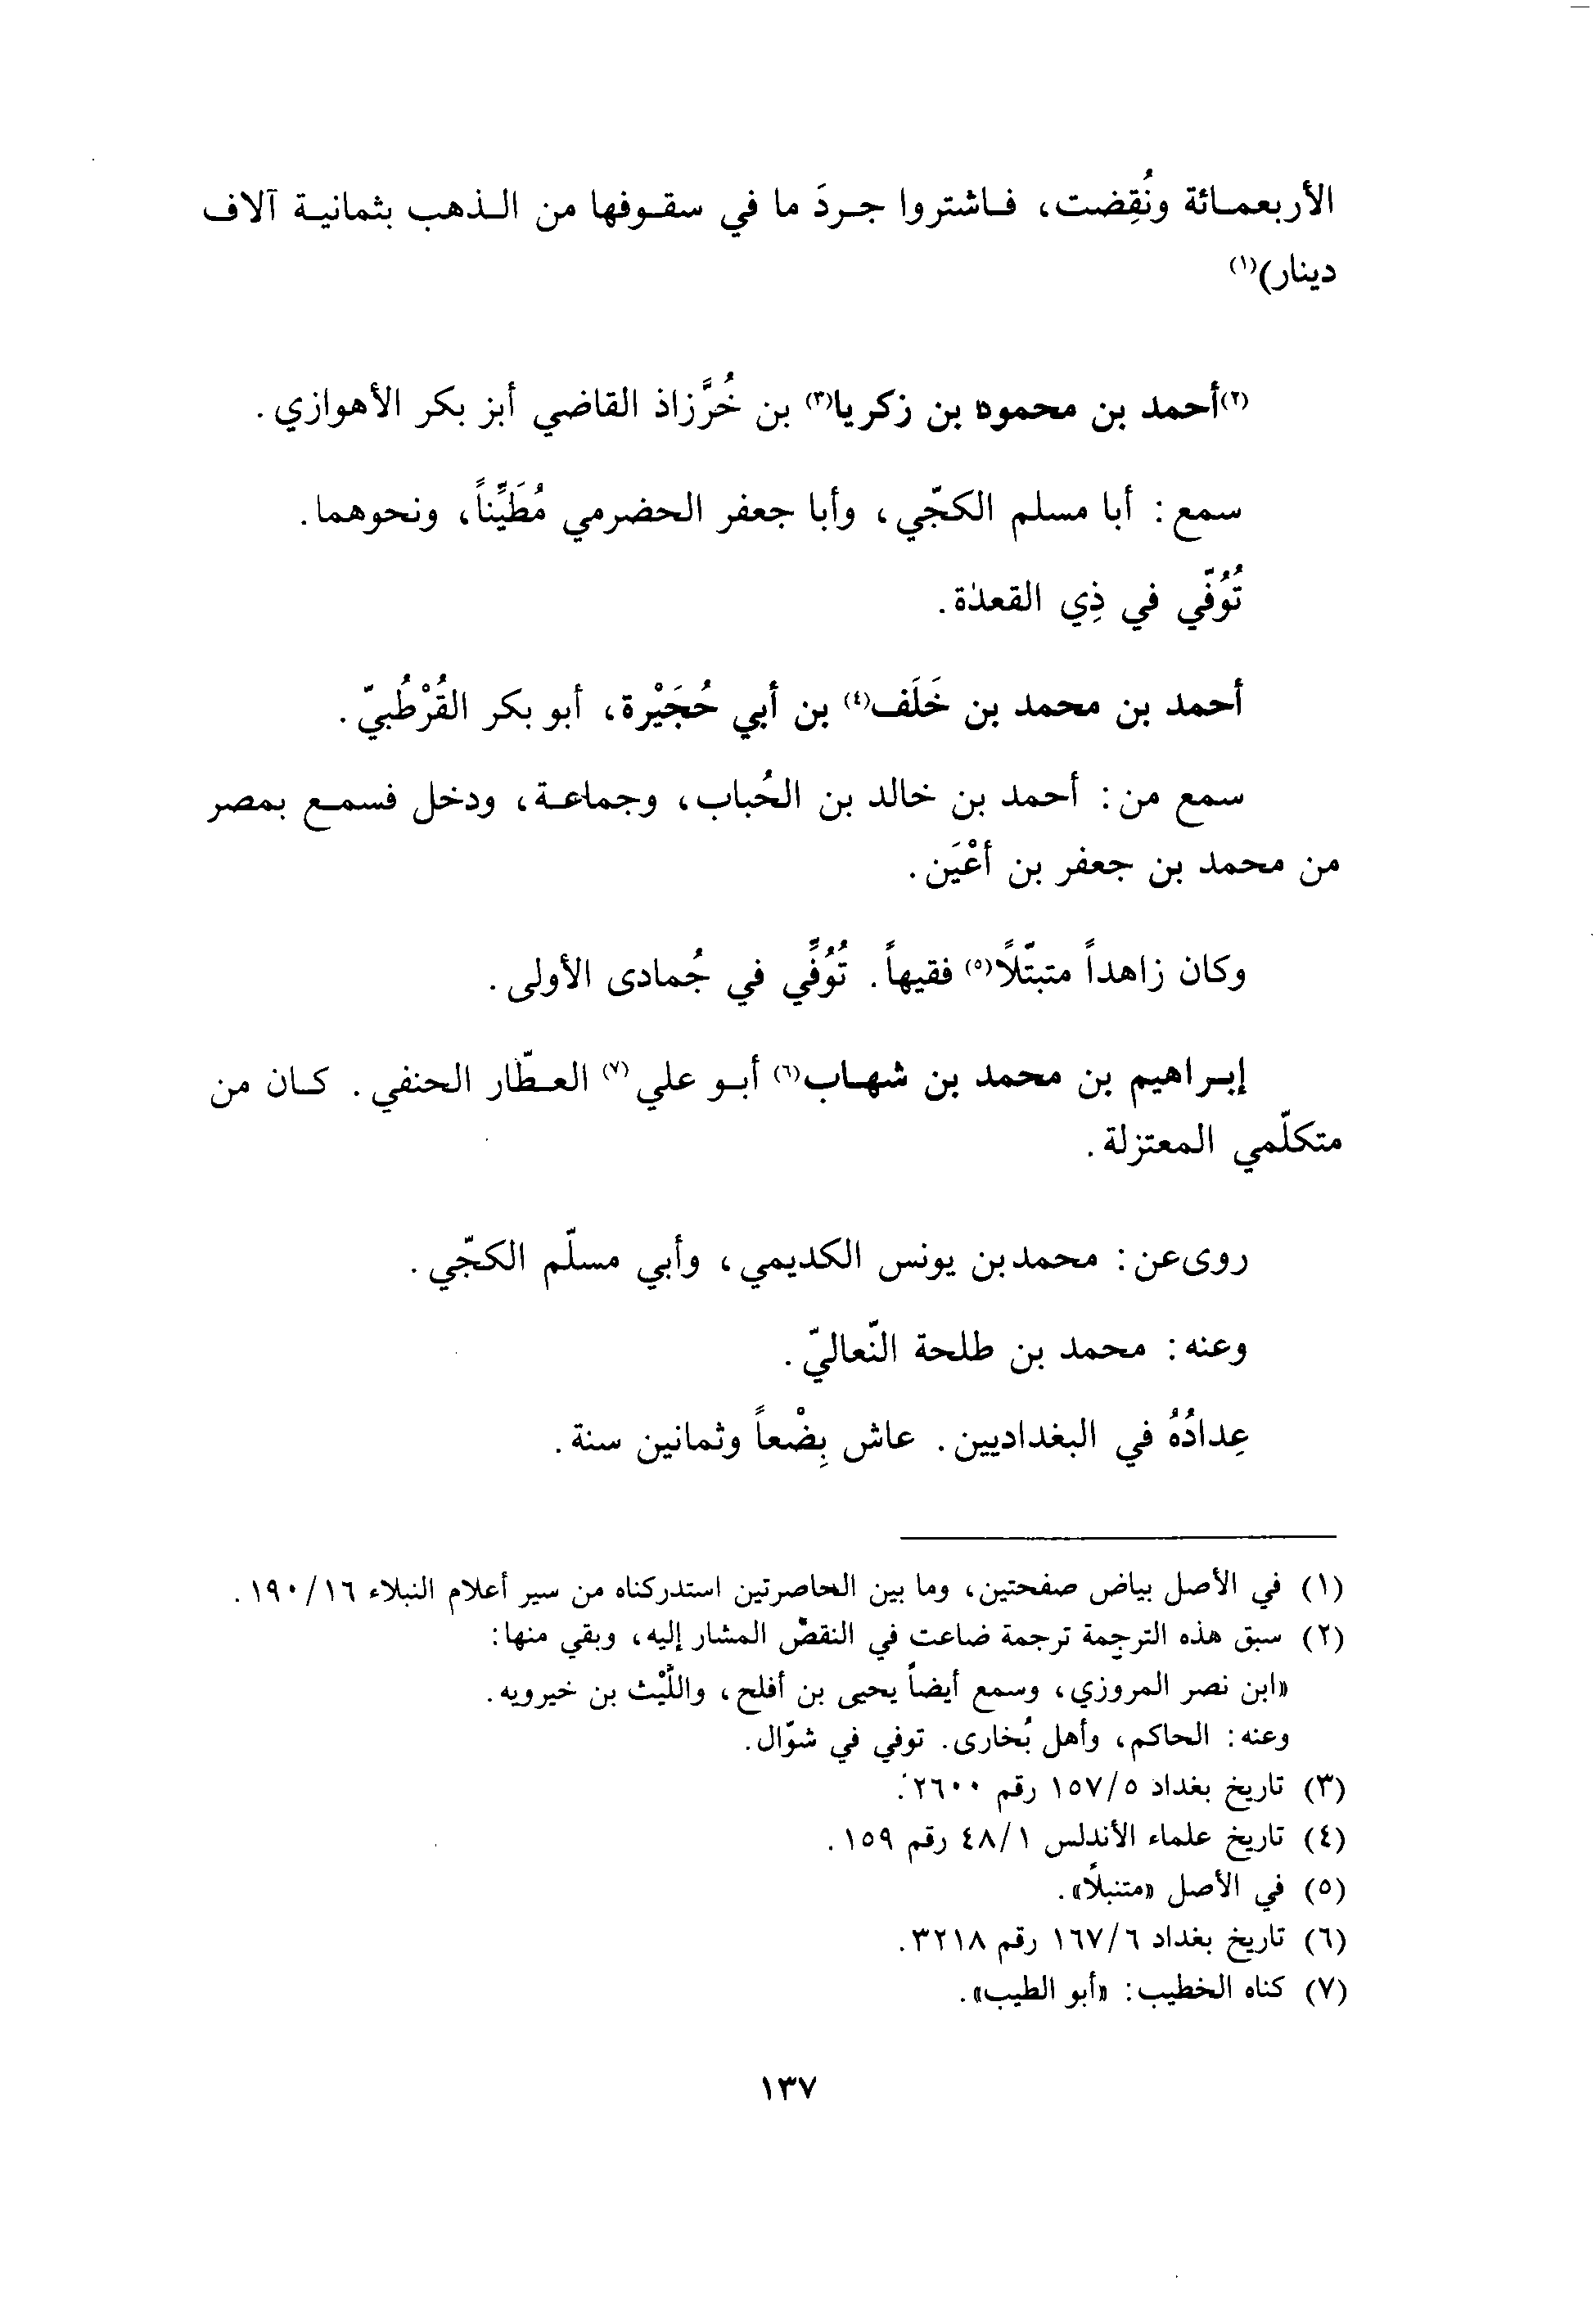 الأربعمائة ونُقِضت، فاشتروا جردَ ما في سقوفها من الذهب بثمانية آلاف
دينار)(١)
(٢)أحمد بن محمود بن زكريا(٣) بن خُرَّزاذ القاضي أبز بكر الأهوازي.
سمع: أبا مسلم الكجّي، وأبا جعفر الحضرمي مُطَيِّناً، ونحوهما.
تُوُفّي في ذِي القعدة.
أحمد بن محمد بن خَلَف(٤) بن أبي حُجَيْرة، أبو بكر القُرْطُبيّ.
سمع من: أحمد بن خالد بن الحُباب، وجماعة، ودخل فسمع بمصر
من محمد بن جعفر بن أعْيَن.
وكان زاهداً متبتّلاً(٥) فقيهاً. تُوُفِّي في جُمادى الأولى.
إبراهيم بن محمد بن شهاب(٦) أبو علي(٧) العطّار الحنفي. كان من
متكلّمي المعتزلة.
روى عن: محمد بن يونس الكديمي، وأبي مسلّم الكجّي.
وعنه: محمد بن طلحة النّعاليّ.
عِدادُهُ في البغداديين. عاش بِضْعاً وثمانين سنة.
(١) في الأصل بياض صفحتين، وما بين الحاصرتين استدركناه من سير أعلام النبلاء ١٦/ ١٩٠.
(٢) سبق هذه الترجمة ترجمة ضاعت في النقص المشار إليه، وبقي منها:
«ابن نصر المروزي، وسمع أيضاً يحيى بن أفلح، واللَّيْث بن خيرويه.
وعنه: الحاكم، وأهل بُخارى. توفي في شوّال.
(٣) تاريخ بغداد ٥/ ١٥٧ رقم ٢٦٠٠.
(٤) تاريخ علماء الأندلس ١/ ٤٨ رقم ١٥٩.
(٥) في الأصل «متنبلًا».
(٦) تاريخ بغداد ٦/ ١٦٧ رقم ٣٢١٨.
(٧) كناه الخطيب: «أبو الطيب».
١٣٧